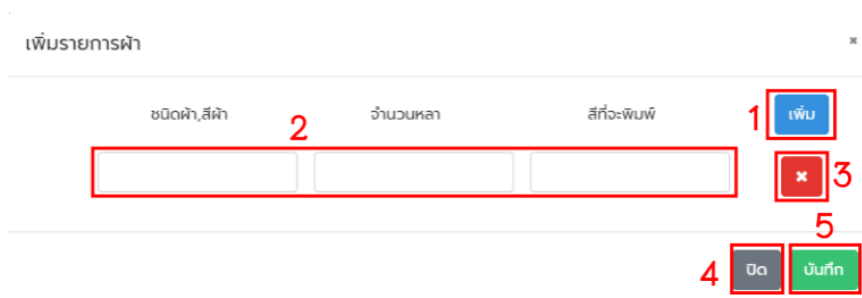 เพิ่มรายการผ้า ×
ชนิดผ้า,สีผ้า จำนวนหลา สีที่จะพิมพ์ 1 เพิ่ม
2
× 3
5
4 ปิด บันทึก